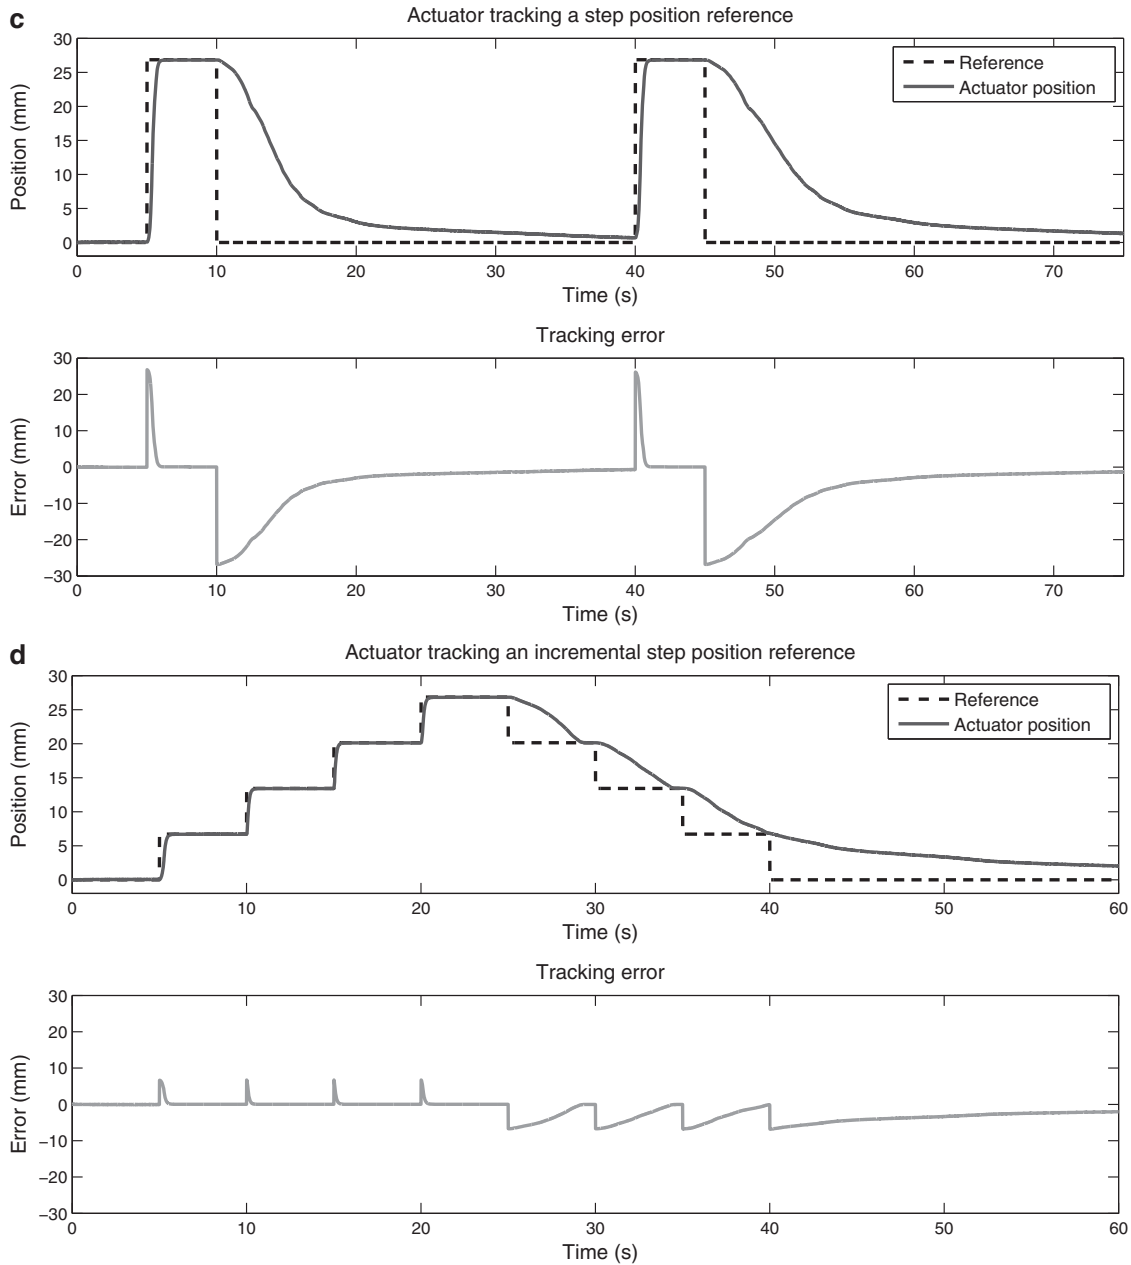 c
Actuator tracking a step position reference
30
25
20
15
10
5
0
Position (mm)
Reference
Actuator position
0 10 20 30 40 50 60 70
Time (s)
Tracking error
30
20
10
0
−10
−20
−30
Error (mm)
0 10 20 30 40 50 60 70
Time (s)
d
Actuator tracking an incremental step position reference
30
25
20
15
10
5
0
Position (mm)
Reference
Actuator position
0 10 20 30 40 50 60
Time (s)
Tracking error
30
20
10
0
−10
−20
−30
Error (mm)
0 10 20 30 40 50 60
Time (s)